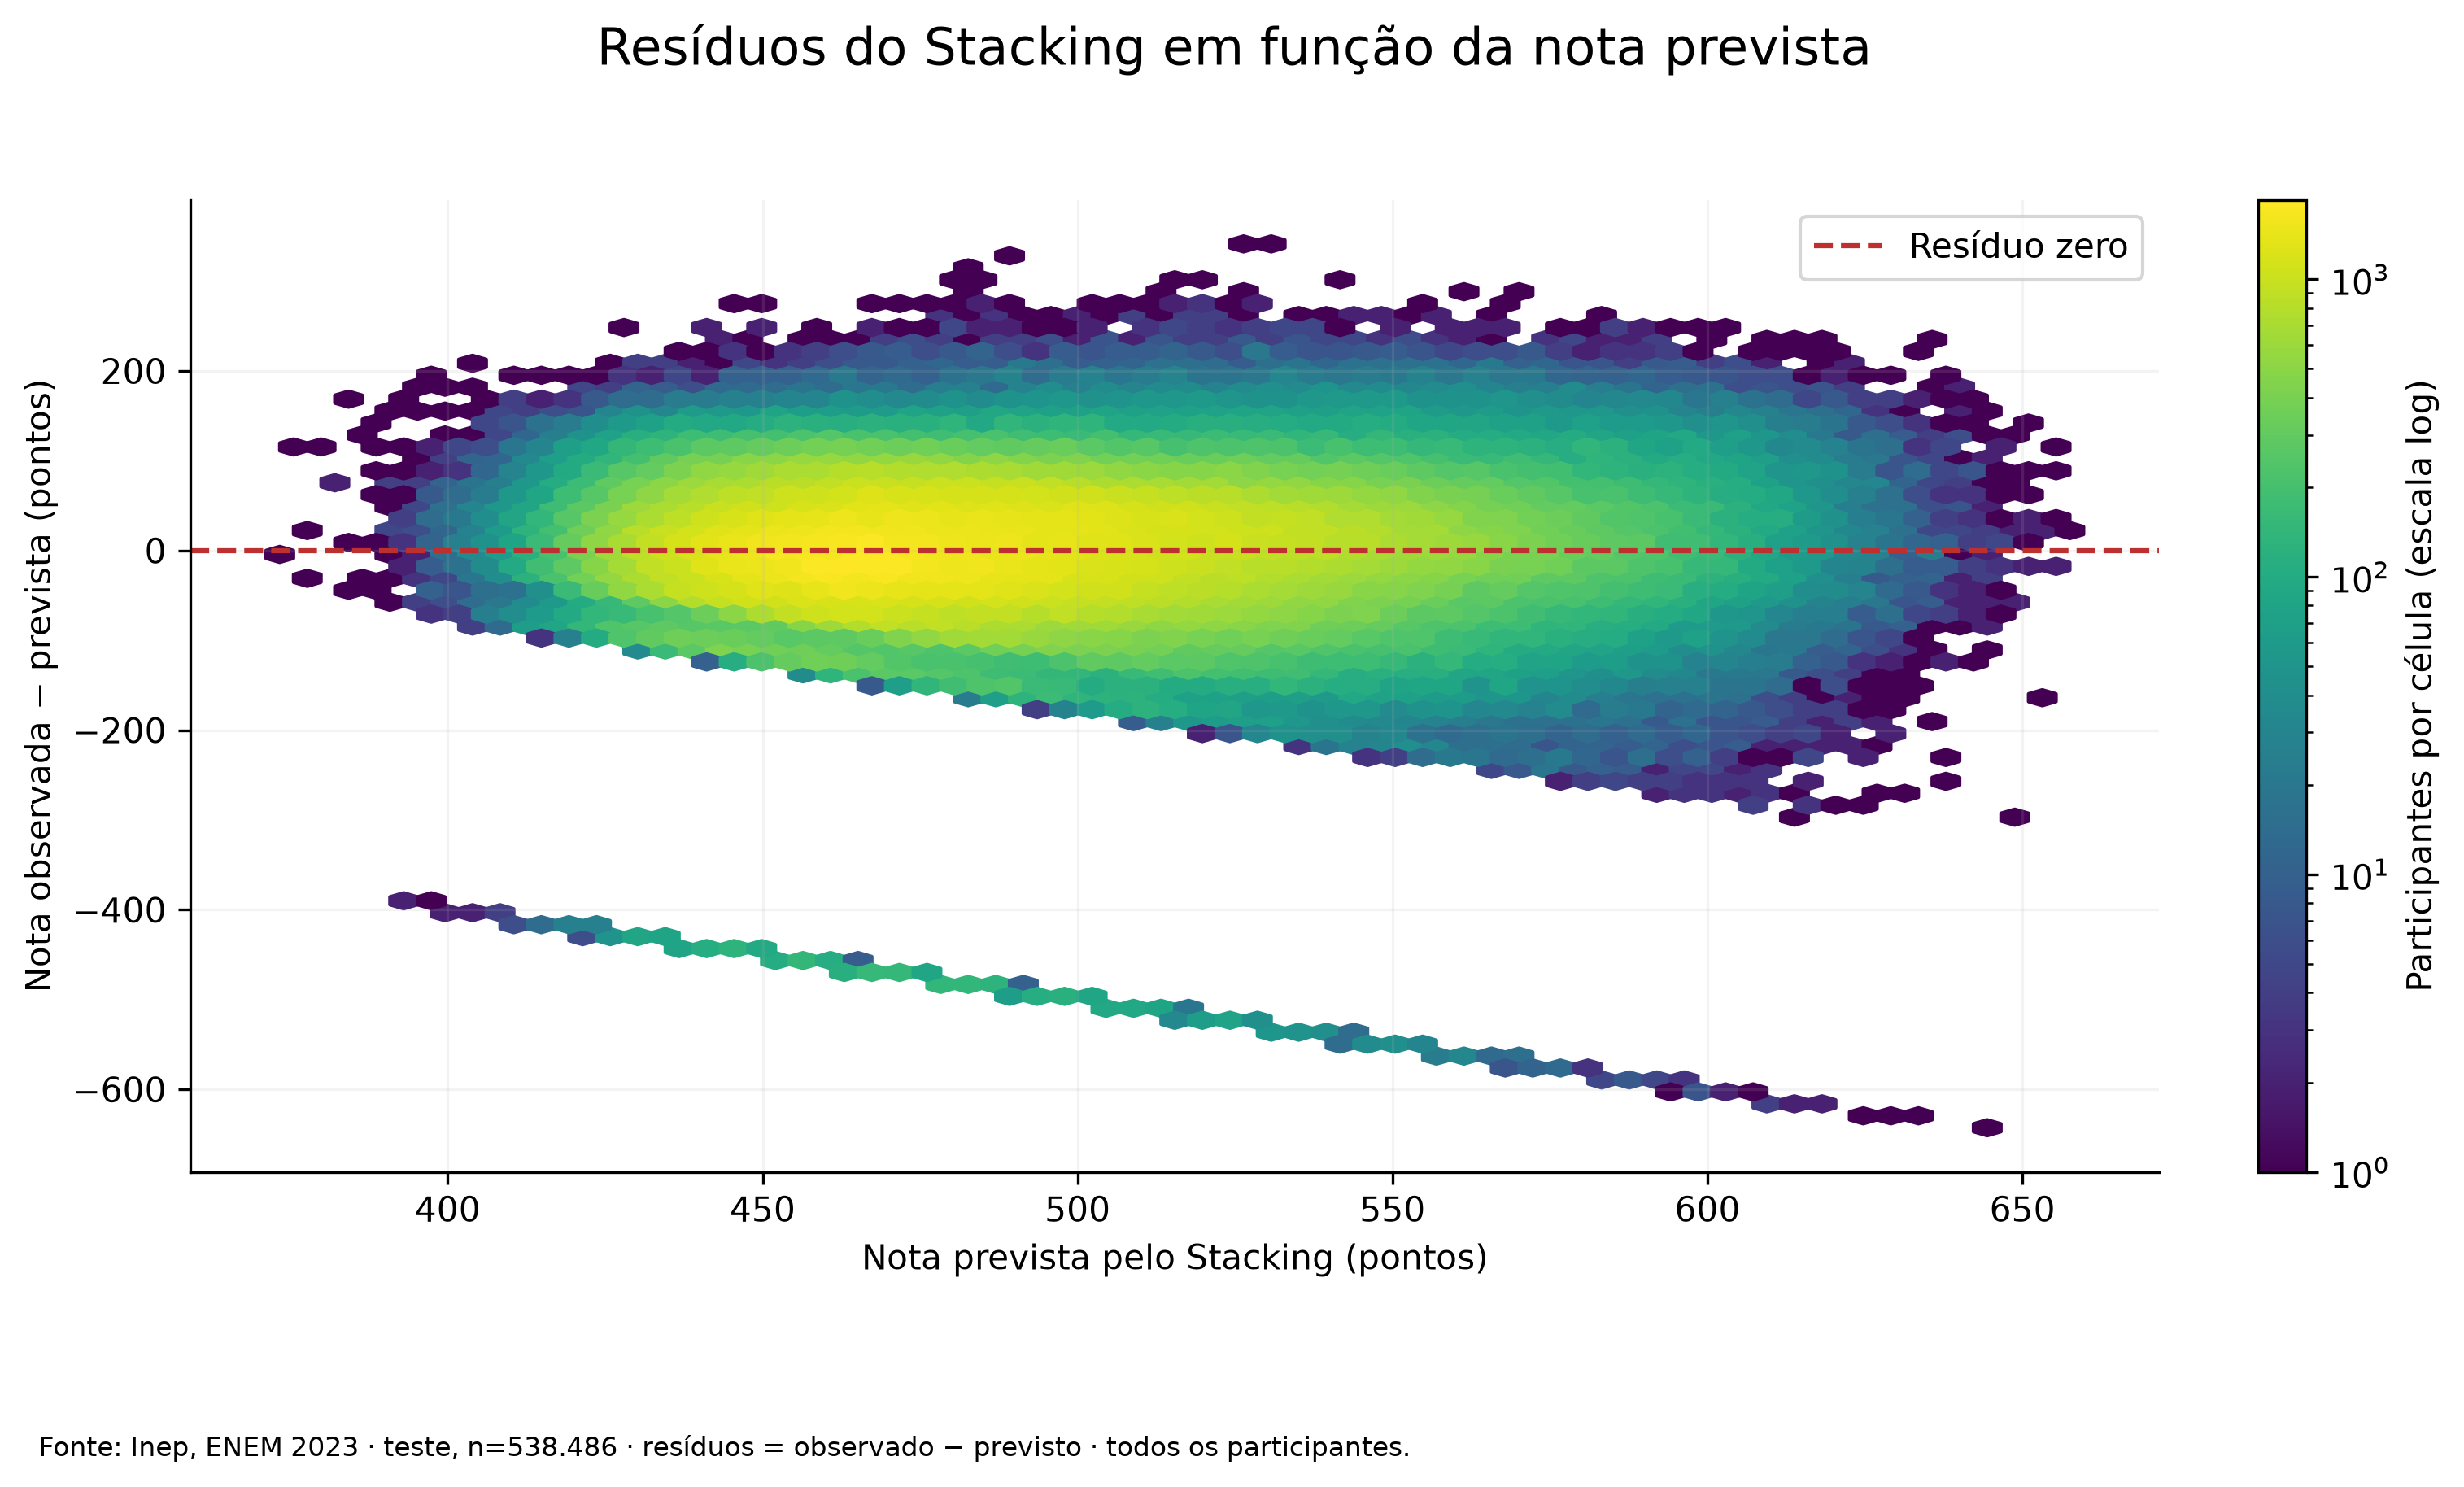 Resíduos do Stacking em função da nota prevista
Nota observada − prevista (pontos)
200
0
−200
−400
−600
Resíduo zero
400
450
500
550
600
650
Nota prevista pelo Stacking (pontos)
10³
10²
10¹
10⁰
Participantes por célula (escala log)
Fonte: Inep, ENEM 2023 · teste, n=538.486 · resíduos = observado − previsto · todos os participantes.